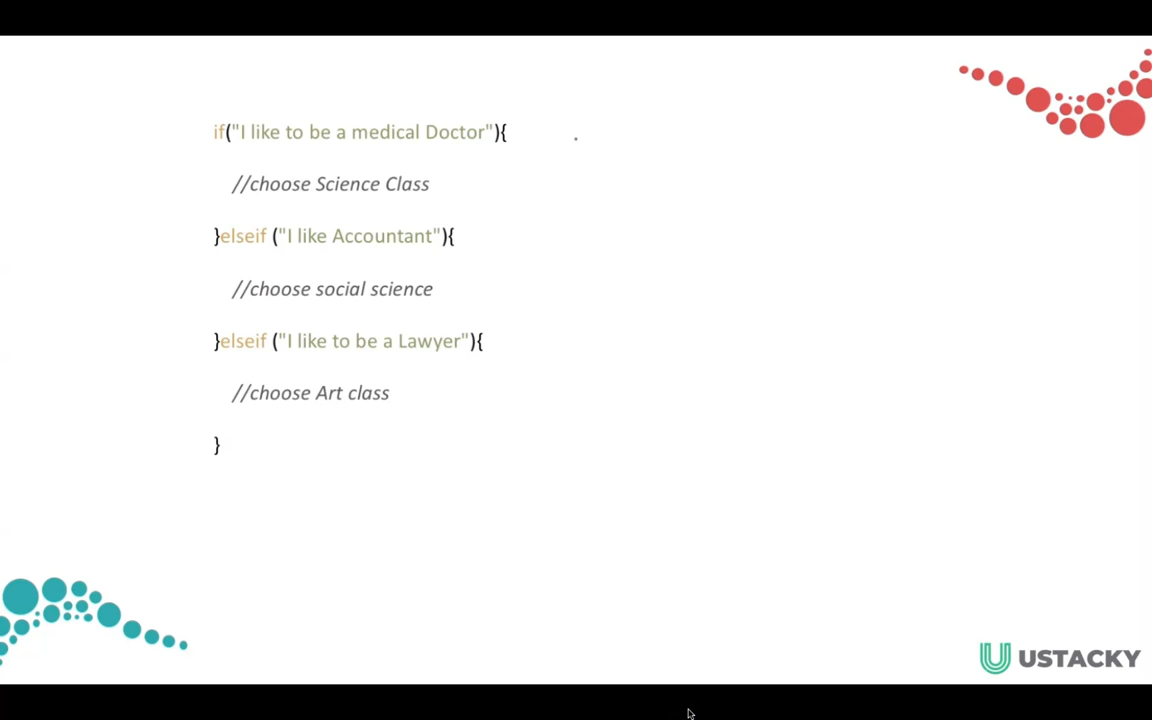 if("I like to be a medical Doctor"){
//choose Science Class
}elseif ("I like Accountant"){
//choose social science
}elseif ("I like to be a Lawyer"){
//choose Art class
}
USTACKY